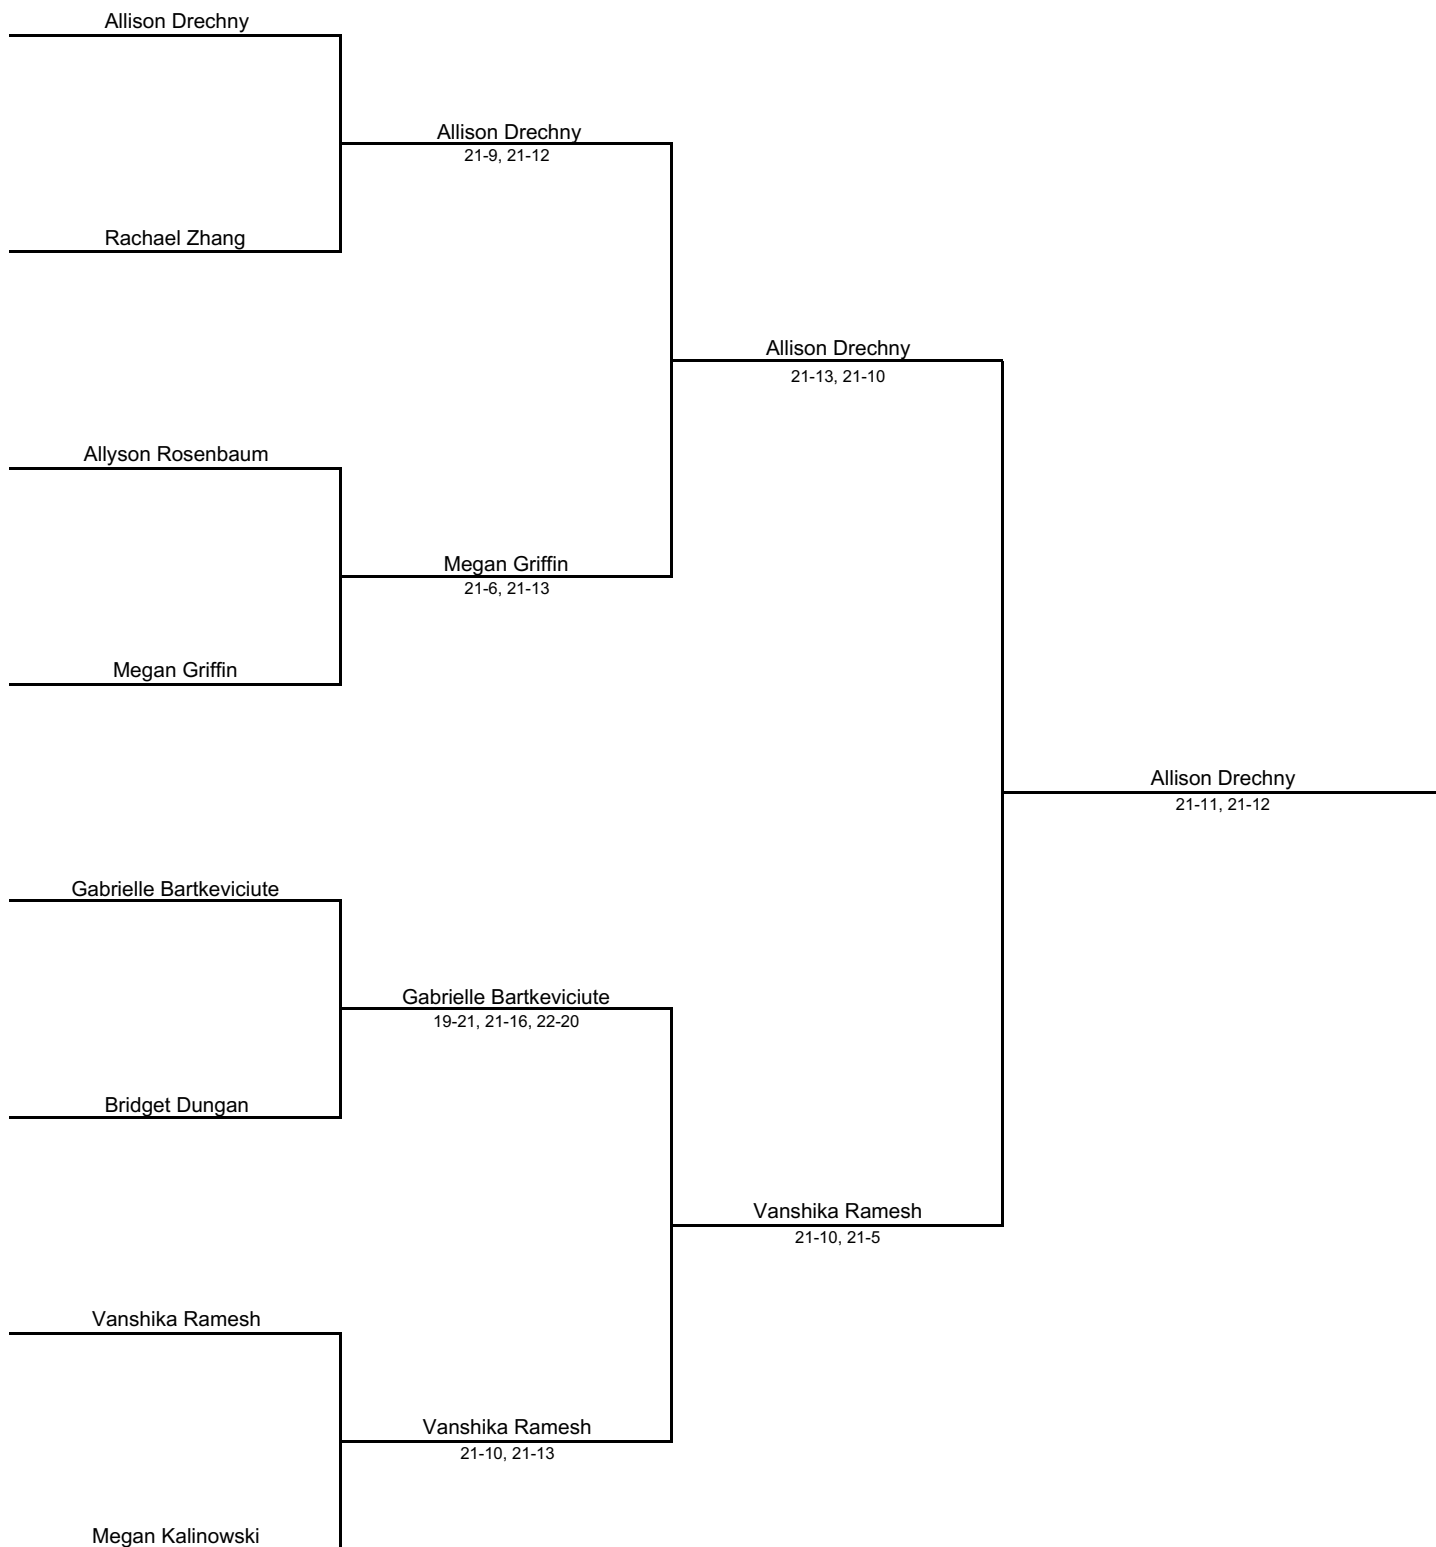 Allison Drechny
Allison Drechny
21-9, 21-12
Rachael Zhang
Allison Drechny
21-13, 21-10
Allyson Rosenbaum
Megan Griffin
21-6, 21-13
Megan Griffin
Allison Drechny
21-11, 21-12
Gabrielle Bartkeviciute
Gabrielle Bartkeviciute
19-21, 21-16, 22-20
Bridget Dungan
Vanshika Ramesh
21-10, 21-5
Vanshika Ramesh
Vanshika Ramesh
21-10, 21-13
Megan Kalinowski